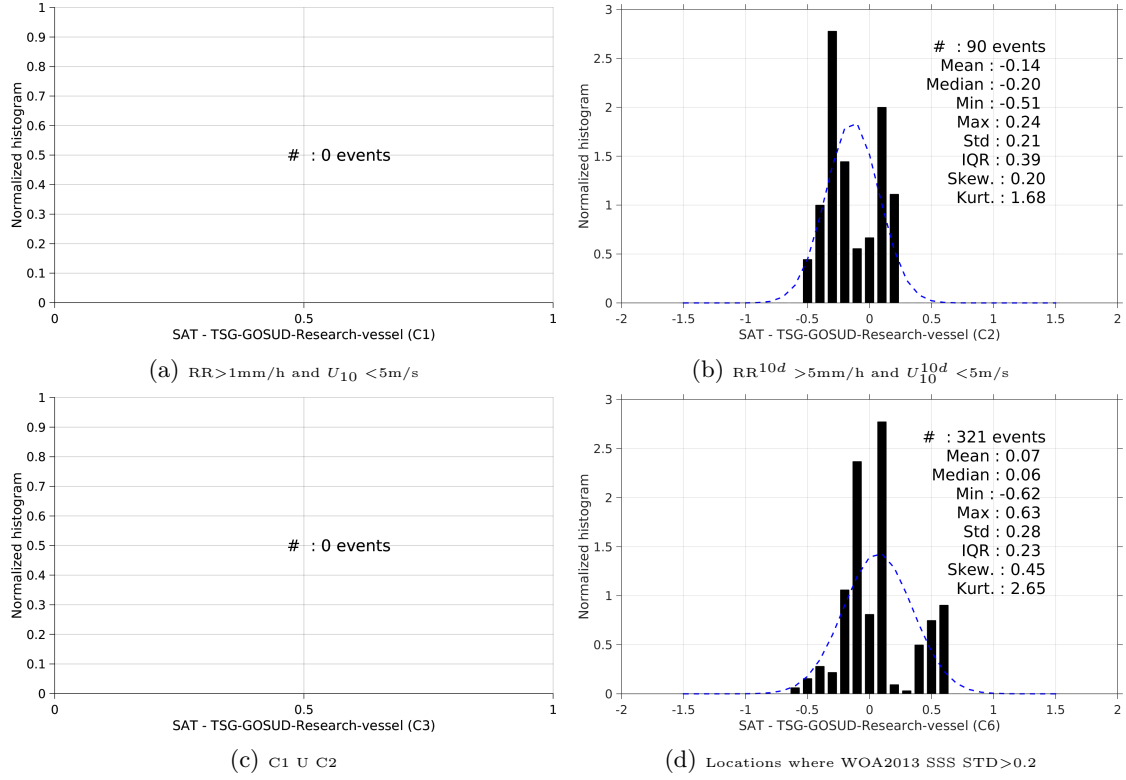 1
0.9
0.8
0.7
0.6
0.5
0.4
0.3
0.2
0.1
0
Normalized histogram
# : 0 events
0 0.5 1
SAT - TSG-GOSUD-Research-vessel (C1)
(a) RR>1mm/h and U10 <5m/s
3
2.5
2
1.5
1
0.5
0
Normalized histogram
# : 90 events
Mean : -0.14
Median : -0.20
Min : -0.51
Max : 0.24
Std : 0.21
IQR : 0.39
Skew. : 0.20
Kurt. : 1.68
-2 -1.5 -1 -0.5 0 0.5 1 1.5 2
SAT - TSG-GOSUD-Research-vessel (C2)
(b) RR^10d >5mm/h and U_10^10d <5m/s
1
0.9
0.8
0.7
0.6
0.5
0.4
0.3
0.2
0.1
0
Normalized histogram
# : 0 events
0 0.5 1
SAT - TSG-GOSUD-Research-vessel (C3)
(c) C1 U C2
3
2.5
2
1.5
1
0.5
0
Normalized histogram
# : 321 events
Mean : 0.07
Median : 0.06
Min : -0.62
Max : 0.63
Std : 0.28
IQR : 0.23
Skew. : 0.45
Kurt. : 2.65
-2 -1.5 -1 -0.5 0 0.5 1 1.5 2
SAT - TSG-GOSUD-Research-vessel (C6)
(d) Locations where WOA2013 SSS STD>0.2